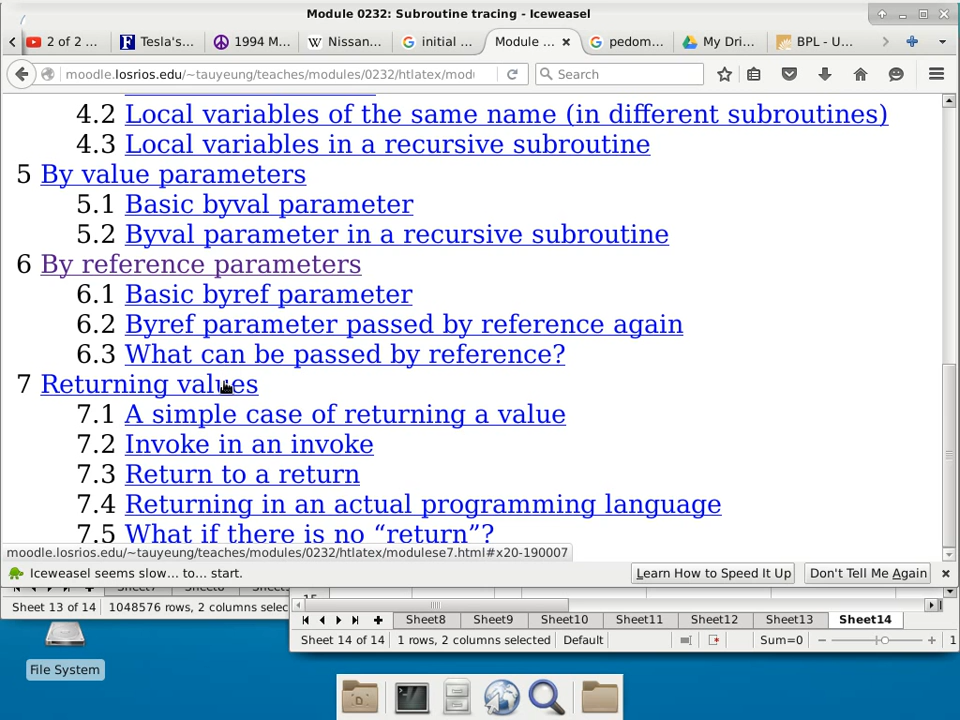 Module 0232: Subroutine tracing - Iceweasel
2 of 2 ...
Tesla's...
1994 M...
Nissan...
initial ...
Module ...
pedom...
My Dri...
BPL - U...
moodle.losrios.edu/~tauyeung/teaches/modules/0232/htlatex/modu
Search
4.2 Local variables of the same name (in different subroutines)
4.3 Local variables in a recursive subroutine
5 By value parameters
5.1 Basic byval parameter
5.2 Byval parameter in a recursive subroutine
6 By reference parameters
6.1 Basic byref parameter
6.2 Byref parameter passed by reference again
6.3 What can be passed by reference?
7 Returning values
7.1 A simple case of returning a value
7.2 Invoke in an invoke
7.3 Return to a return
7.4 Returning in an actual programming language
7.5 What if there is no “return”?
moodle.losrios.edu/~tauyeung/teaches/modules/0232/htlatex/modulese7.html#x20-190007
Iceweasel seems slow... to... start.
Learn How to Speed It Up
Don't Tell Me Again
Sheet 13 of 14
1048576 rows, 2 columns selec
Sheet8
Sheet9
Sheet10
Sheet11
Sheet12
Sheet13
Sheet14
Sheet 14 of 14
1 rows, 2 columns selected
Default
Sum=0
1
File System